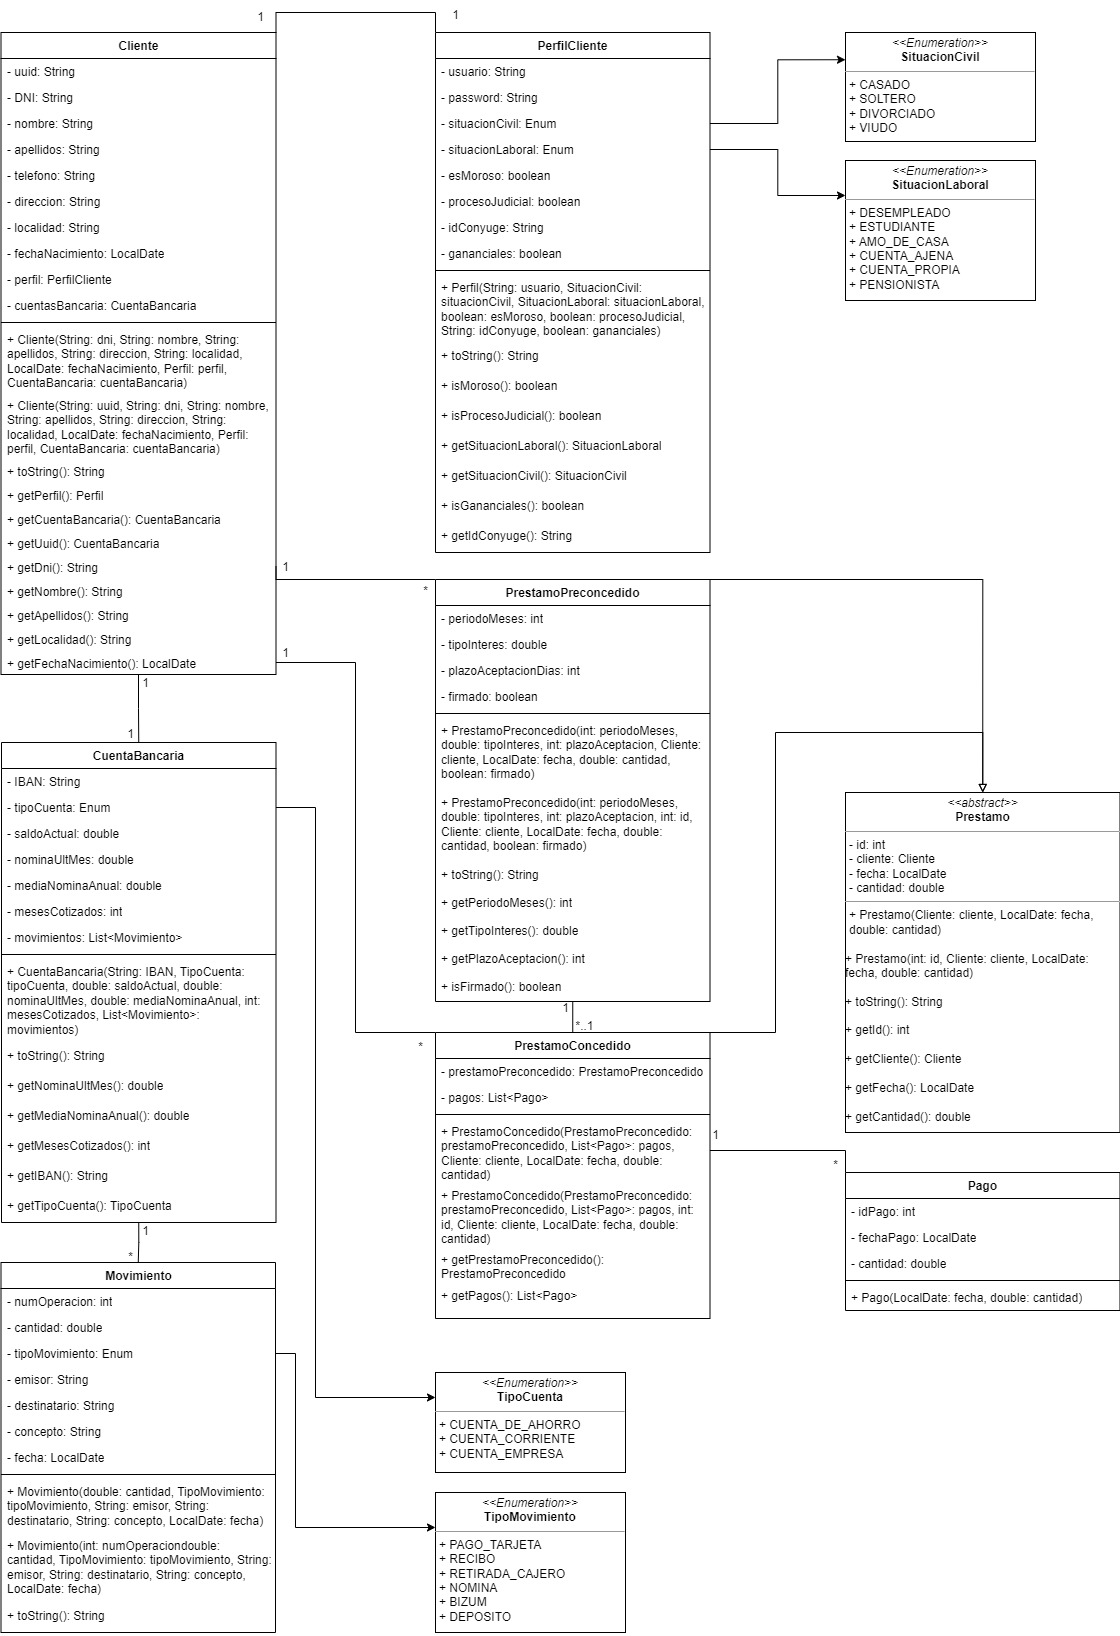 1
1
Cliente
- uuid: String
- DNI: String
- nombre: String
- apellidos: String
- telefono: String
- direccion: String
- localidad: String
- fechaNacimiento: LocalDate
- perfil: PerfilCliente
- cuentasBancaria: CuentaBancaria
+ Cliente(String: dni, String: nombre, String:
apellidos, String: direccion, String: localidad,
LocalDate: fechaNacimiento, Perfil: perfil,
CuentaBancaria: cuentaBancaria)
+ Cliente(String: uuid, String: dni, String: nombre,
String: apellidos, String: direccion, String:
localidad, LocalDate: fechaNacimiento, Perfil:
perfil, CuentaBancaria: cuentaBancaria)
+ toString(): String
+ getPerfil(): Perfil
+ getCuentaBancaria(): CuentaBancaria
+ getUuid(): CuentaBancaria
+ getDni(): String
+ getNombre(): String
+ getApellidos(): String
+ getLocalidad(): String
+ getFechaNacimiento(): LocalDate
PerfilCliente
- usuario: String
- password: String
- situacionCivil: Enum
- situacionLaboral: Enum
- esMoroso: boolean
- procesoJudicial: boolean
- idConyuge: String
- gananciales: boolean
+ Perfil(String: usuario, SituacionCivil:
situacionCivil, SituacionLaboral: situacionLaboral,
boolean: esMoroso, boolean: procesoJudicial,
String: idConyuge, boolean: gananciales)
+ toString(): String
+ isMoroso(): boolean
+ isProcesoJudicial(): boolean
+ getSituacionLaboral(): SituacionLaboral
+ getSituacionCivil(): SituacionCivil
+ isGananciales(): boolean
+ getIdConyuge(): String
<<Enumeration>>
SituacionCivil
+ CASADO
+ SOLTERO
+ DIVORCIADO
+ VIUDO
<<Enumeration>>
SituacionLaboral
+ DESEMPLEADO
+ ESTUDIANTE
+ AMO_DE_CASA
+ CUENTA_AJENA
+ CUENTA_PROPIA
+ PENSIONISTA
1
*
1
1
1
PrestamoPreconcedido
- periodoMeses: int
- tipoInteres: double
- plazoAceptacionDias: int
- firmado: boolean
+ PrestamoPreconcedido(int: periodoMeses,
double: tipoInteres, int: plazoAceptacion, Cliente:
cliente, LocalDate: fecha, double: cantidad,
boolean: firmado)
+ PrestamoPreconcedido(int: periodoMeses,
double: tipoInteres, int: plazoAceptacion, int: id,
Cliente: cliente, LocalDate: fecha, double:
cantidad, boolean: firmado)
+ toString(): String
+ getPeriodoMeses(): int
+ getTipoInteres(): double
+ getPlazoAceptacion(): int
+ isFirmado(): boolean
1
*..1
*
CuentaBancaria
- IBAN: String
- tipoCuenta: Enum
- saldoActual: double
- nominaUltMes: double
- mediaNominaAnual: double
- mesesCotizados: int
- movimientos: List<Movimiento>
+ CuentaBancaria(String: IBAN, TipoCuenta:
tipoCuenta, double: saldoActual, double:
nominaUltMes, double: mediaNominaAnual, int:
mesesCotizados, List<Movimiento>:
movimientos)
+ toString(): String
+ getNominaUltMes(): double
+ getMediaNominaAnual(): double
+ getMesesCotizados(): int
+ getIBAN(): String
+ getTipoCuenta(): TipoCuenta
<<abstract>>
Prestamo
- id: int
- cliente: Cliente
- fecha: LocalDate
- cantidad: double
+ Prestamo(Cliente: cliente, LocalDate: fecha,
double: cantidad)
+ Prestamo(int: id, Cliente: cliente, LocalDate:
fecha, double: cantidad)
+ toString(): String
+ getId(): int
+ getCliente(): Cliente
+ getFecha(): LocalDate
+ getCantidad(): double
PrestamoConcedido
- prestamoPreconcedido: PrestamoPreconcedido
- pagos: List<Pago>
+ PrestamoConcedido(PrestamoPreconcedido:
prestamoPreconcedido, List<Pago>: pagos,
Cliente: cliente, LocalDate: fecha, double:
cantidad)
+ PrestamoConcedido(PrestamoPreconcedido:
prestamoPreconcedido, List<Pago>: pagos, int:
id, Cliente: cliente, LocalDate: fecha, double:
cantidad)
+ getPrestamoPreconcedido():
PrestamoPreconcedido
+ getPagos(): List<Pago>
1
*
Pago
- idPago: int
- fechaPago: LocalDate
- cantidad: double
+ Pago(LocalDate: fecha, double: cantidad)
1
*
Movimiento
- numOperacion: int
- cantidad: double
- tipoMovimiento: Enum
- emisor: String
- destinatario: String
- concepto: String
- fecha: LocalDate
+ Movimiento(double: cantidad, TipoMovimiento:
tipoMovimiento, String: emisor, String:
destinatario, String: concepto, LocalDate: fecha)
+ Movimiento(int: numOperaciondouble:
cantidad, TipoMovimiento: tipoMovimiento, String:
emisor, String: destinatario, String: concepto,
LocalDate: fecha)
+ toString(): String
<<Enumeration>>
TipoCuenta
+ CUENTA_DE_AHORRO
+ CUENTA_CORRIENTE
+ CUENTA_EMPRESA
<<Enumeration>>
TipoMovimiento
+ PAGO_TARJETA
+ RECIBO
+ RETIRADA_CAJERO
+ NOMINA
+ BIZUM
+ DEPOSITO